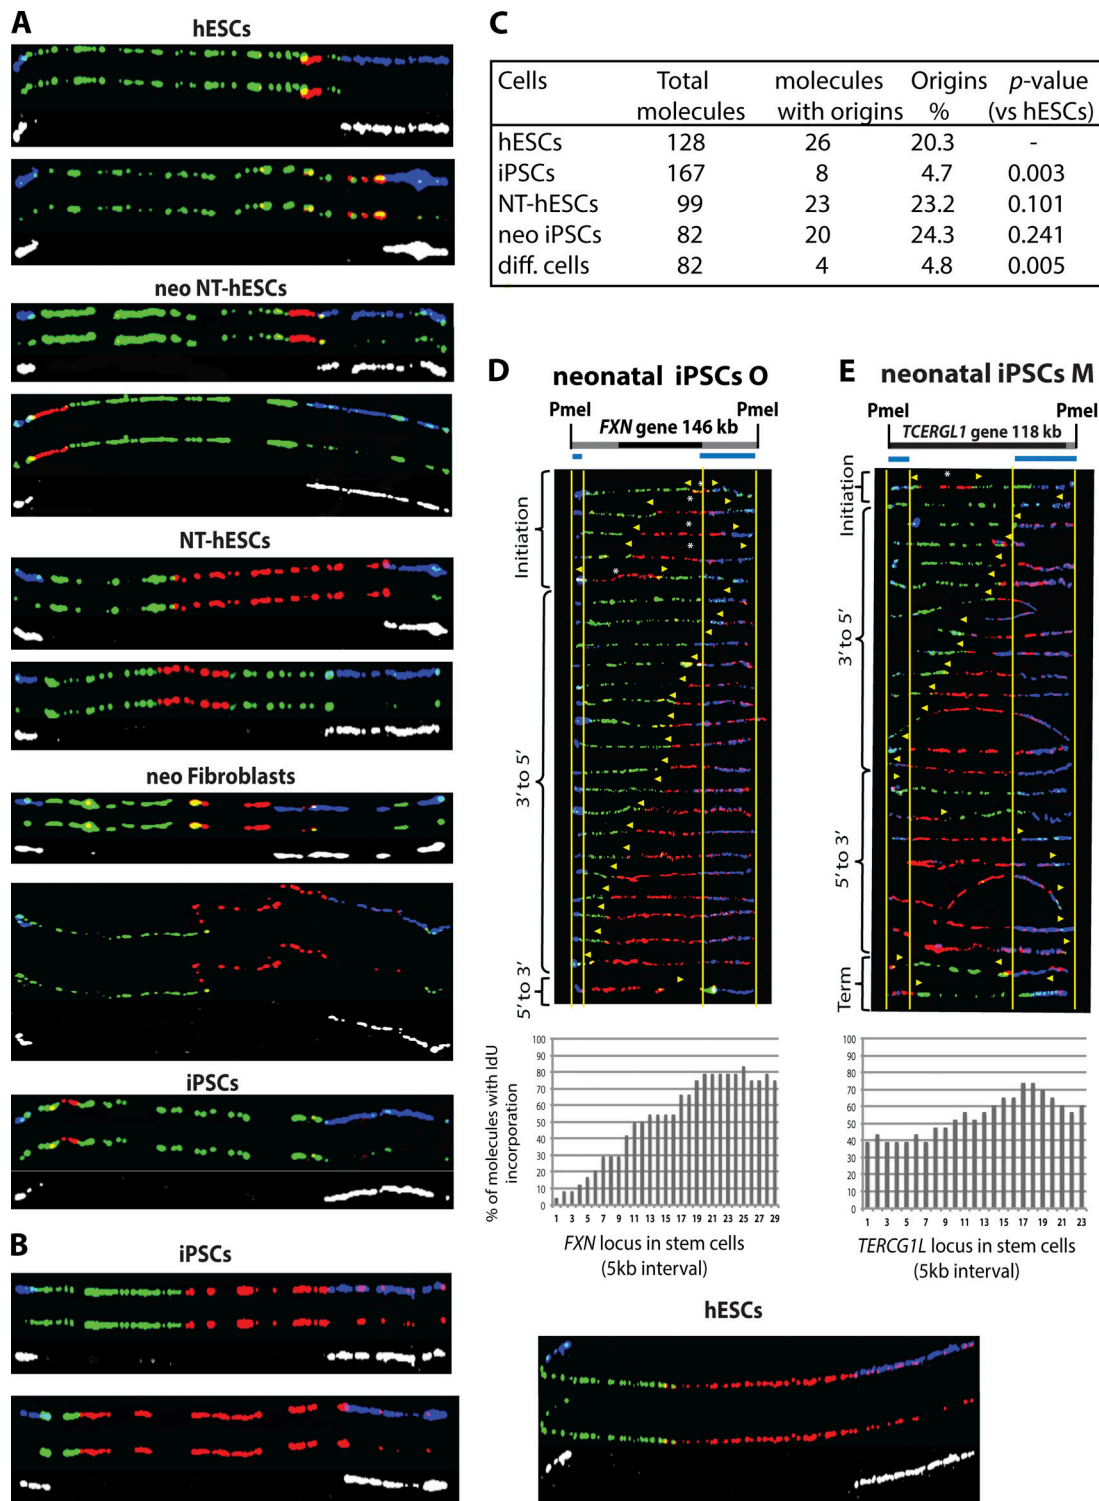 A
hESCs
neo NT-hESCs
NT-hESCs
neo Fibroblasts
iPSCs
B
iPSCs
C
Cells Total molecules molecules with origins Origins % p-value (vs hESCs)
hESCs 128 26 20.3 -
iPSCs 167 8 4.7 0.003
NT-hESCs 99 23 23.2 0.101
neo iPSCs 82 20 24.3 0.241
diff. cells 82 4 4.8 0.005
D neonatal iPSCs O
PmeI PmeI
FXN gene 146 kb
Initiation
3' to 5'
5' to 3'
* * * * *
% of molecules with IdU incorporation
100
90
80
70
60
50
40
30
20
10
0
1 3 5 7 9 11 13 15 17 19 21 23 25 27 29
FXN locus in stem cells
(5kb interval)
E neonatal iPSCs M
PmeI PmeI
TCERGL1 gene 118 kb
Initiation
3' to 5'
5' to 3'
Term
*
100
90
80
70
60
50
40
30
20
10
0
1 3 5 7 9 11 13 15 17 19 21 23
TERCG1L locus in stem cells
(5kb interval)
hESCs